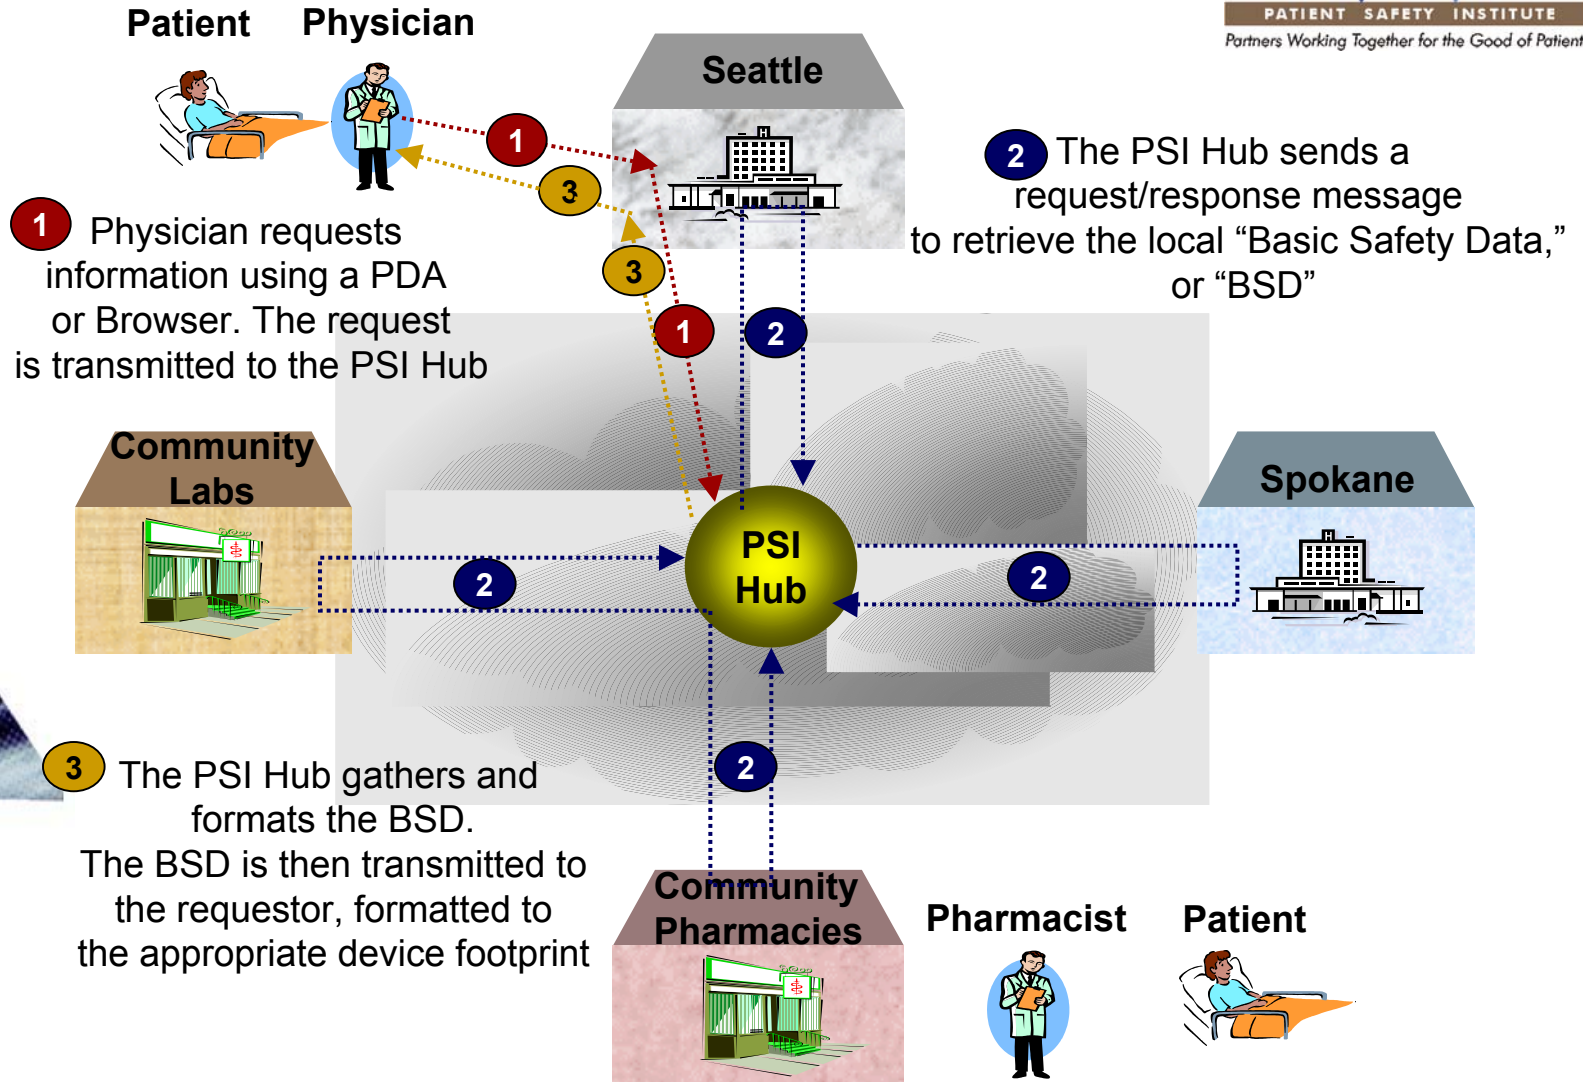 PATIENT SAFETY INSTITUTE
Partners Working Together for the Good of Patient
Patient
Physician
Seattle
1
3
2 The PSI Hub sends a
request/response message
to retrieve the local “Basic Safety Data,”
or “BSD”
1 Physician requests
information using a PDA
or Browser. The request
is transmitted to the PSI Hub
3
1
2
Community
Labs
Spokane
PSI
Hub
2
2
2
3 The PSI Hub gathers and
formats the BSD.
The BSD is then transmitted to
the requestor, formatted to
the appropriate device footprint
Community
Pharmacies
Pharmacist
Patient